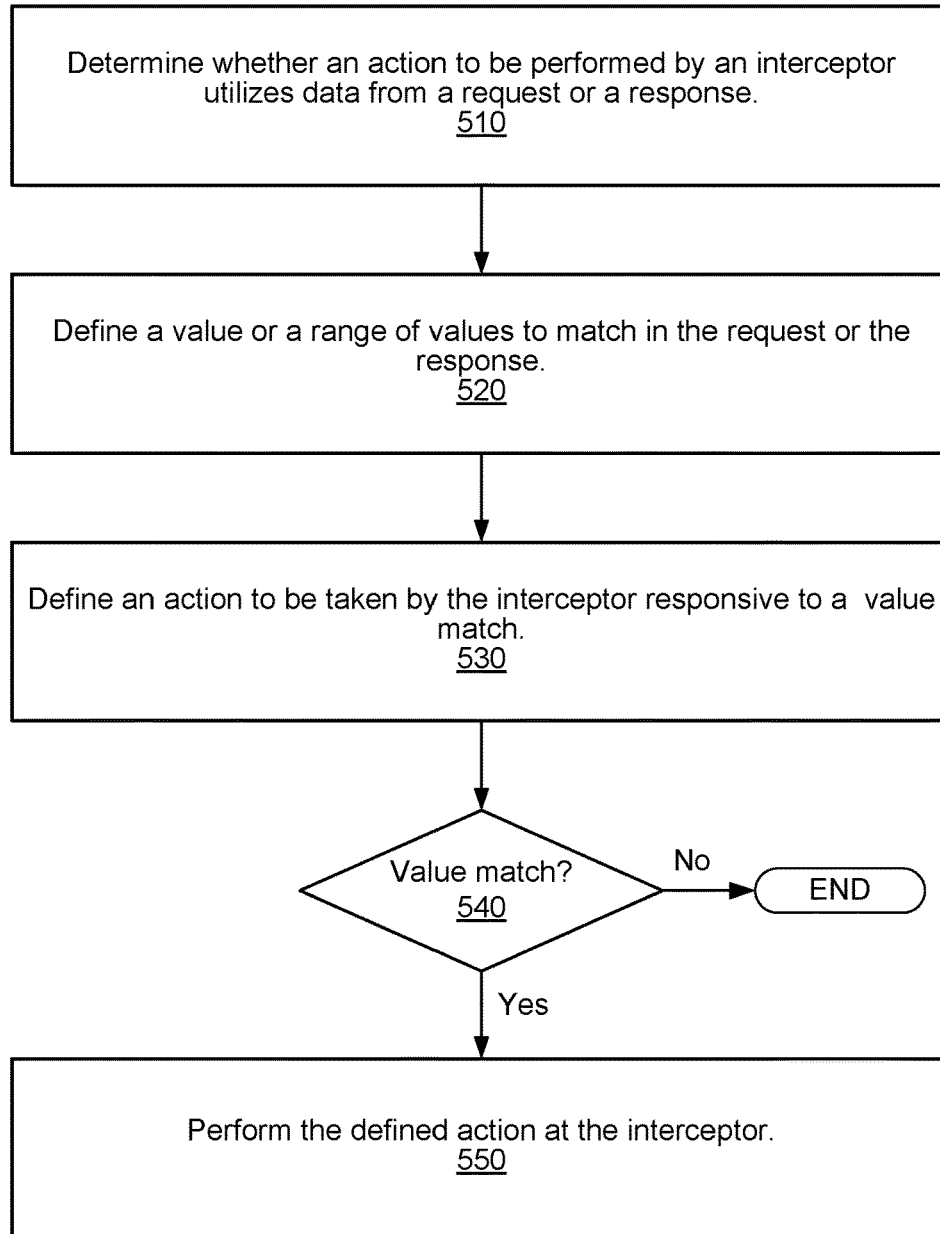 Determine whether an action to be performed by an interceptor
utilizes data from a request or a response.
510
Define a value or a range of values to match in the request or the
response.
520
Define an action to be taken by the interceptor responsive to a value
match.
530
Value match?
540
No
END
Yes
Perform the defined action at the interceptor.
550